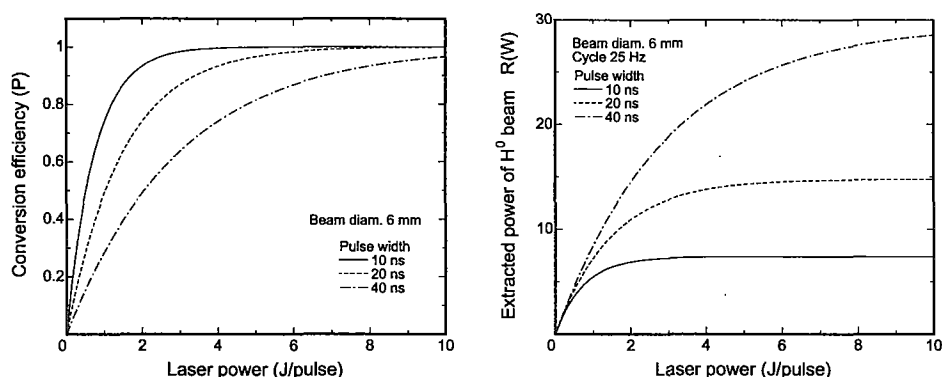 Conversion efficiency (P)
1
0.8
0.6
0.4
0.2
Beam diam. 6 mm
Pulse width
10 ns
20 ns
40 ns
0 2 4 6 8 10
Laser power (J/pulse)
Extracted power of H⁰ beam R(W)
30
20
10
Beam diam. 6 mm
Cycle 25 Hz
Pulse width
10 ns
20 ns
40 ns
0 2 4 6 8 10
Laser power (J/pulse)